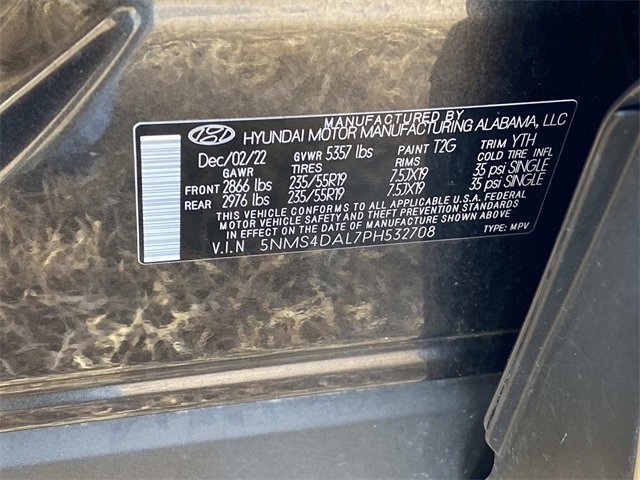 MANUFACTURED BY
HYUNDAI MOTOR MANUFACTURING ALABAMA, LLC
Dec/02/22 GVWR 5357 lbs PAINT T2G TRIM YTH
GAWR TIRES RIMS COLD TIRE INFL
FRONT 2866 lbs 235/55R19 7.5JX19 35 psi SINGLE
REAR 2976 lbs 235/55R19 7.5JX19 35 psi SINGLE
THIS VEHICLE CONFORMS TO ALL APPLICABLE U.S.A. FEDERAL
MOTOR VEHICLE SAFETY AND THEFT PREVENTION STANDARDS
IN EFFECT ON THE DATE OF MANUFACTURE SHOWN ABOVE
V.I.N 5NMS4DAL7PH532708 TYPE: MPV